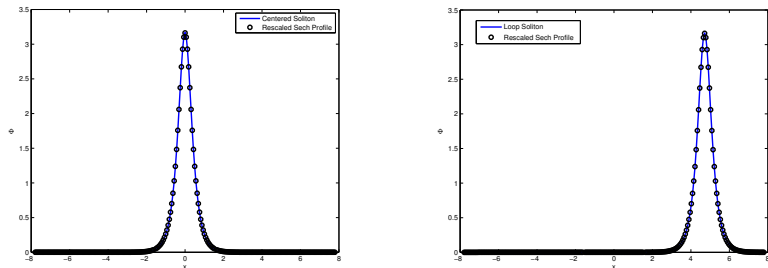 3.5
3
2.5
2
1.5
1
0.5
0
Φ
−8 −6 −4 −2 0 2 4 6 8
x
Centered Soliton
Rescaled Sech Profile
3.5
3
2.5
2
1.5
1
0.5
0
Φ
−8 −6 −4 −2 0 2 4 6 8
x
Loop Soliton
Rescaled Sech Profile